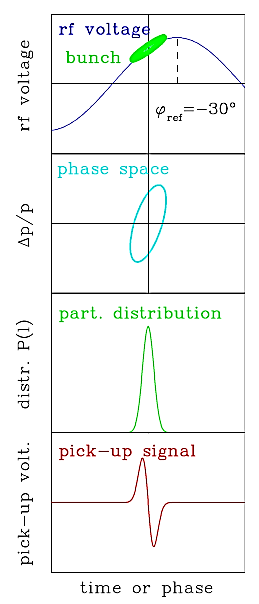 rf voltage
rf voltage
bunch
φref=−30°
Δp/p
phase space
distr. P(l)
part. distribution
pick−up volt.
pick−up signal
time or phase